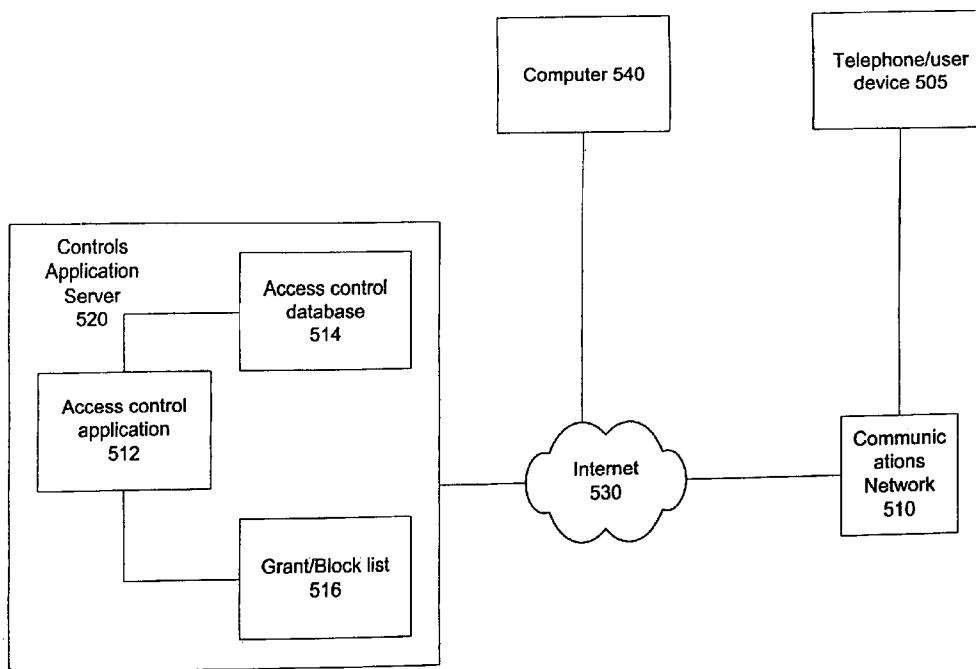 Computer 540
Telephone/user
device 505
Controls
Application
Server
520
Access control
database
514
Access control
application
512
Grant/Block list
516
Internet
530
Communic
ations
Network
510